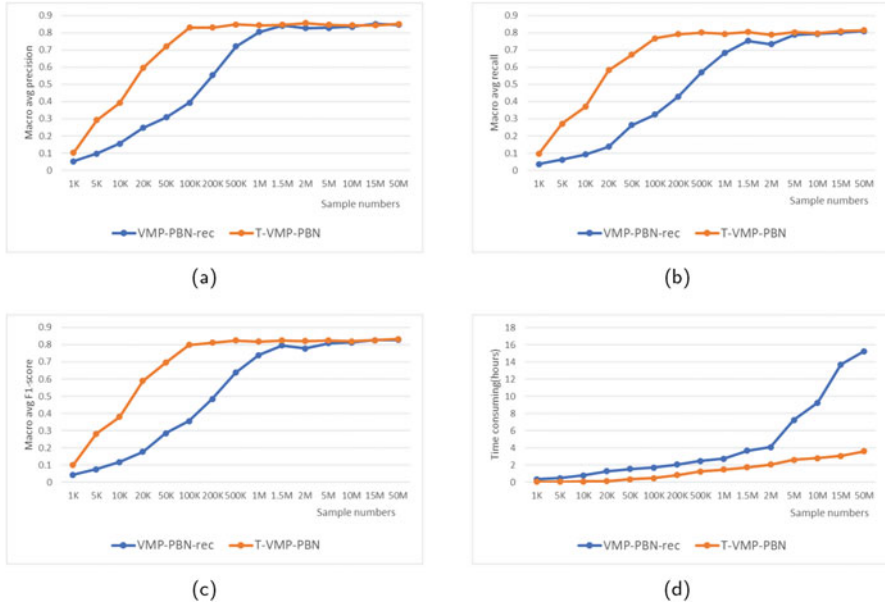 0.9
0.8
0.7
0.6
0.5
0.4
0.3
0.2
0.1
0
Macro avg precision
1K 5K 10K 20K 50K 100K 200K 500K 1M 1.5M 2M 5M 10M 15M 50M
Sample numbers
VMP-PBN-rec T-VMP-PBN
(a)
0.9
0.8
0.7
0.6
0.5
0.4
0.3
0.2
0.1
0
Macro avg recall
1K 5K 10K 20K 50K 100K 200K 500K 1M 1.5M 2M 5M 10M 15M 50M
Sample numbers
VMP-PBN-rec T-VMP-PBN
(b)
0.9
0.8
0.7
0.6
0.5
0.4
0.3
0.2
0.1
0
Macro avg F1-score
1K 5K 10K 20K 50K 100K 200K 500K 1M 1.5M 2M 5M 10M 15M 50M
Sample numbers
VMP-PBN-rec T-VMP-PBN
(c)
18
16
14
12
10
8
6
4
2
0
Time consuming(hours)
1K 5K 10K 20K 50K 100K 200K 500K 1M 1.5M 2M 5M 10M 15M 50M
Sample numbers
VMP-PBN-rec T-VMP-PBN
(d)